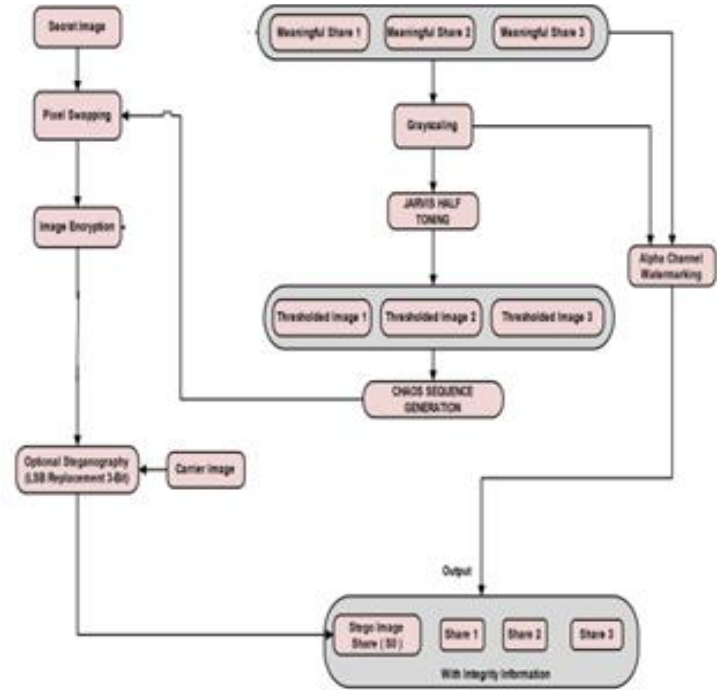 Secret Image
Meaningful Share 1
Meaningful Share 2
Meaningful Share 3
Pixel Swapping
Grayscaling
JARVIS HALF
TONING
Image Encryption
Alpha Channel
Watermarking
Thresholded Image 1
Thresholded Image 2
Thresholded Image 3
CHAOS SEQUENCE
GENERATION
Optional Steganography
(LSB Replacement 3-Bit)
Carrier Image
Output
Stego Image
Share ( S0 )
Share 1
Share 2
Share 3
With Integrity Information